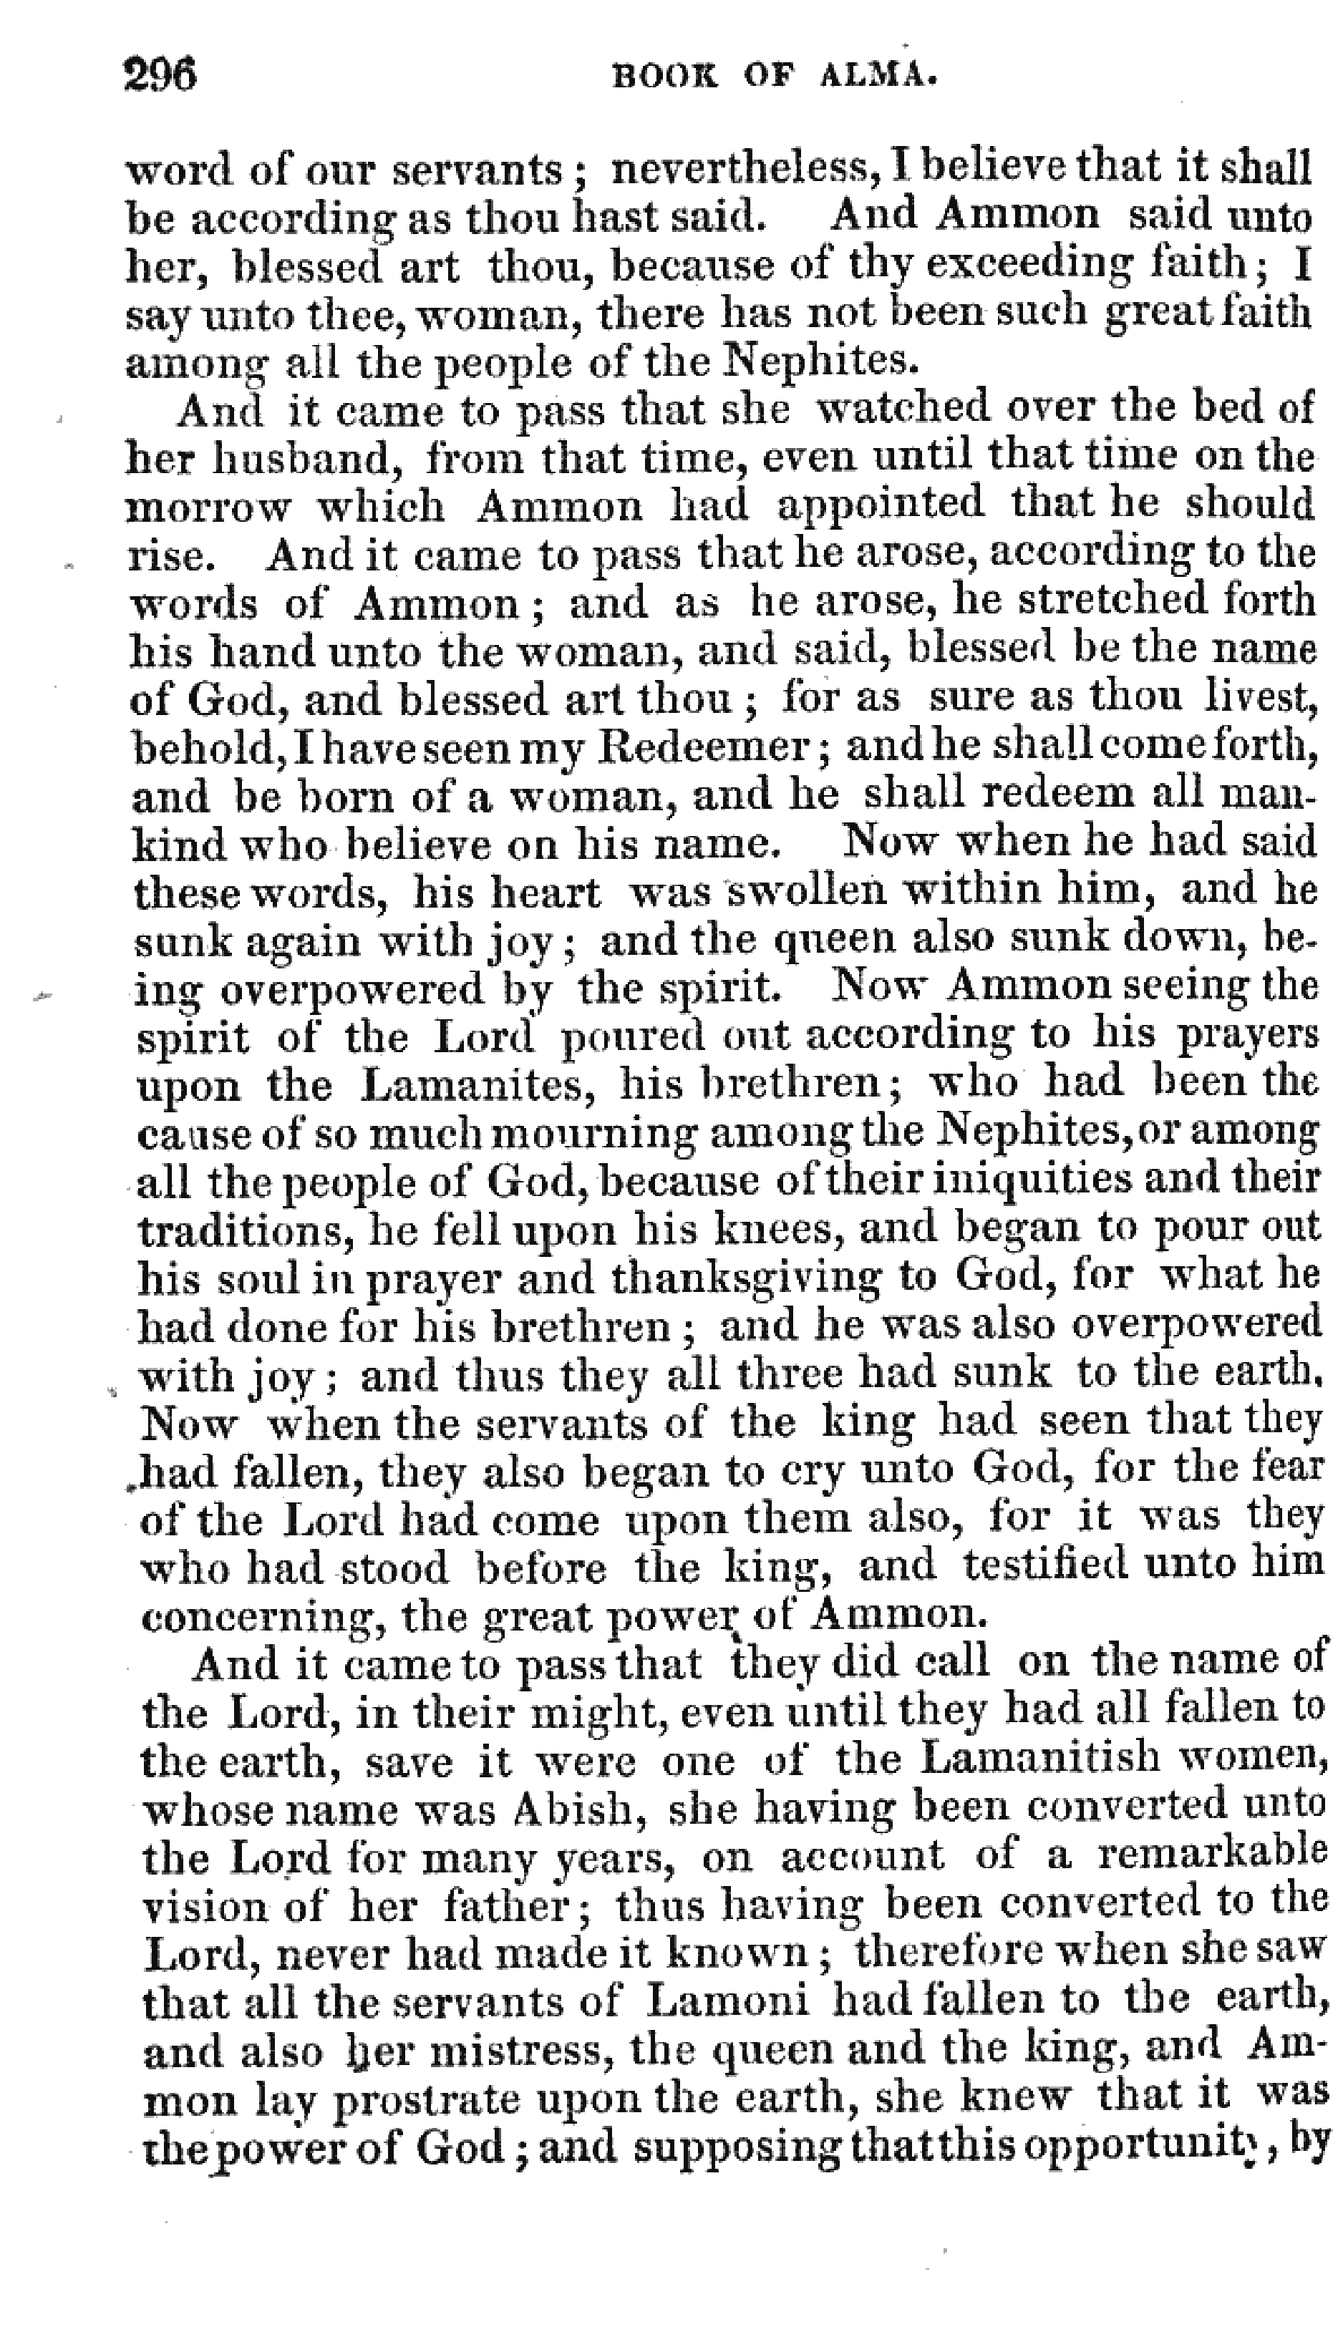 296 BOOK OF ALMA.
word of our servants; nevertheless, I believe that it shall
be according as thou hast said. And Ammon said unto
her, blessed art thou, because of thy exceeding faith; I
say unto thee, woman, there has not been such great faith
among all the people of the Nephites.
And it came to pass that she watched over the bed of
her husband, from that time, even until that time on the
morrow which Ammon had appointed that he should
rise. And it came to pass that he arose, according to the
words of Ammon; and as he arose, he stretched forth
his hand unto the woman, and said, blessed be the name
of God, and blessed art thou; for as sure as thou livest,
behold, I have seen my Redeemer; and he shall come forth,
and be born of a woman, and he shall redeem all man-
kind who believe on his name. Now when he had said
these words, his heart was swollen within him, and he
sunk again with joy; and the queen also sunk down, be-
ing overpowered by the spirit. Now Ammon seeing the
spirit of the Lord poured out according to his prayers
upon the Lamanites, his brethren; who had been the
cause of so much mourning among the Nephites, or among
all the people of God, because of their iniquities and their
traditions, he fell upon his knees, and began to pour out
his soul in prayer and thanksgiving to God, for what he
had done for his brethren; and he was also overpowered
with joy; and thus they all three had sunk to the earth.
Now when the servants of the king had seen that they
had fallen, they also began to cry unto God, for the fear
of the Lord had come upon them also, for it was they
who had stood before the king, and testified unto him
concerning, the great power of Ammon.
And it came to pass that they did call on the name of
the Lord, in their might, even until they had all fallen to
the earth, save it were one of the Lamanitish women,
whose name was Abish, she having been converted unto
the Lord for many years, on account of a remarkable
vision of her father; thus having been converted to the
Lord, never had made it known; therefore when she saw
that all the servants of Lamoni had fallen to the earth,
and also her mistress, the queen and the king, and Am-
mon lay prostrate upon the earth, she knew that it was
the power of God; and supposing that this opportunity, by